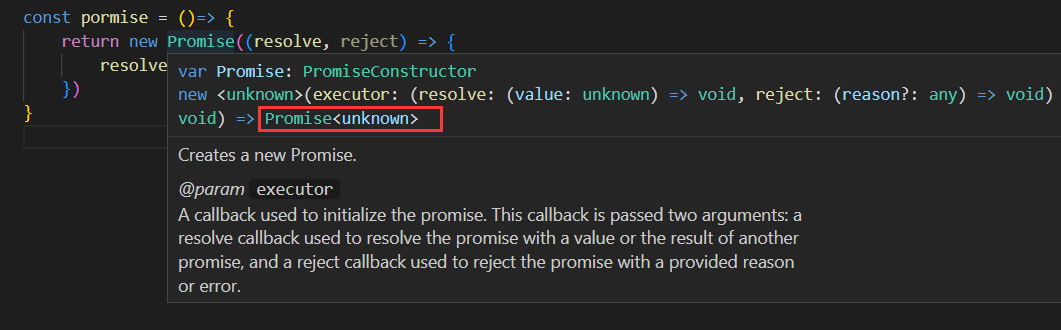 const pormise = ()=> {
return new Promise((resolve, reject) => {
resolve
var Promise: PromiseConstructor
new <unknown>(executor: (resolve: (value: unknown) => void, reject: (reason?: any) => void)
void) => Promise<unknown>
})
}
Creates a new Promise.
@param executor
A callback used to initialize the promise. This callback is passed two arguments: a
resolve callback used to resolve the promise with a value or the result of another
promise, and a reject callback used to reject the promise with a provided reason
or error.